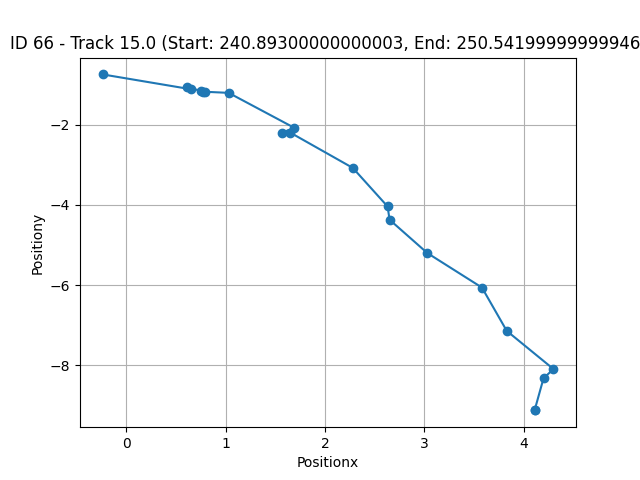 ID 66 - Track 15.0 (Start: 240.89300000000003, End: 250.54199999999946
−2
−4
−6
−8
Positiony
0 1 2 3 4
Positionx